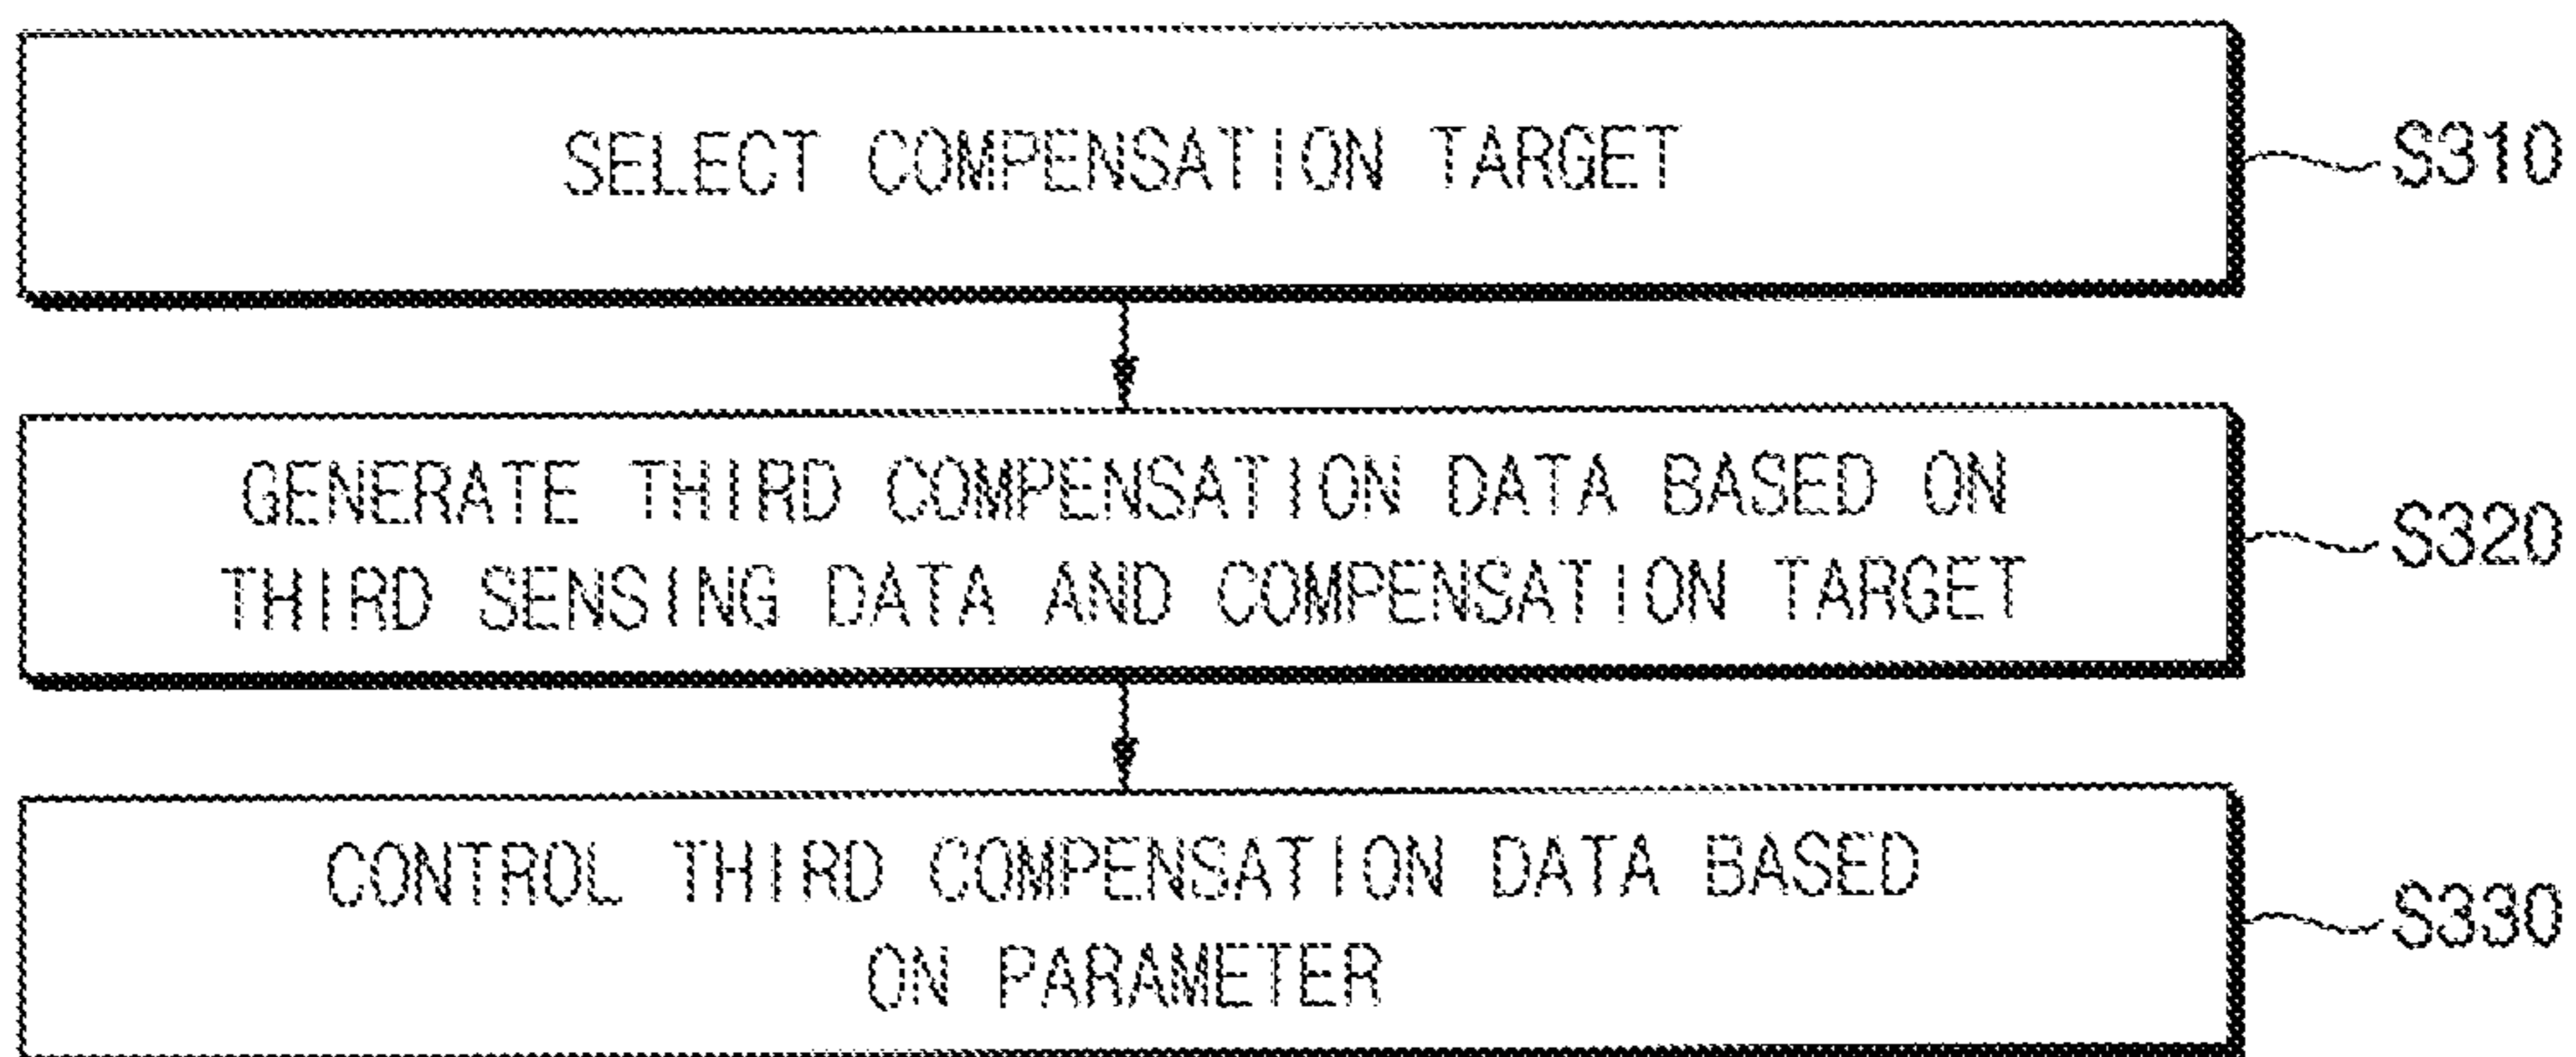 SELECT COMPENSATION TARGET
S310
GENERATE THIRD COMPENSATION DATA BASED ON
THIRD SENSING DATA AND COMPENSATION TARGET
S320
CONTROL THIRD COMPENSATION DATA BASED
ON PARAMETER
S330